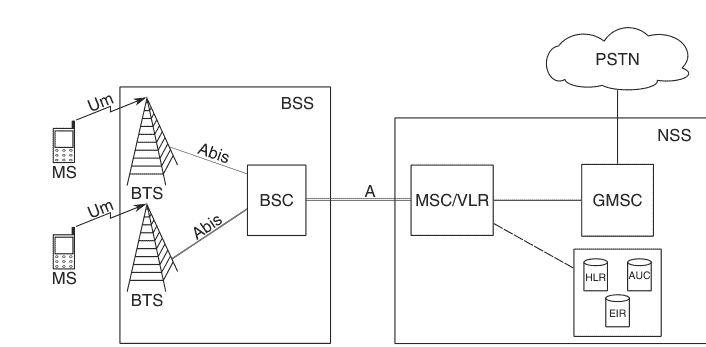 PSTN
BSS
NSS
Um
MS
Abis
BTS
BSC
A
MSC/VLR
GMSC
Um
MS
Abis
BTS
HLR
AUC
EIR